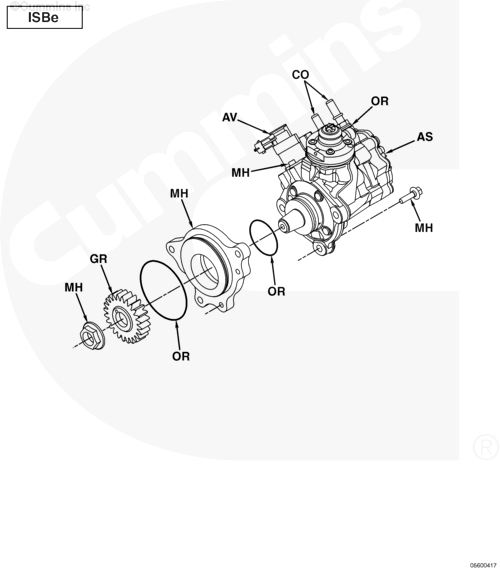 ©Cummins Inc
ISBe
CO
OR
AV
AS
MH
MH
MH
GR
OR
MH
OR
Cummins
®
06600417